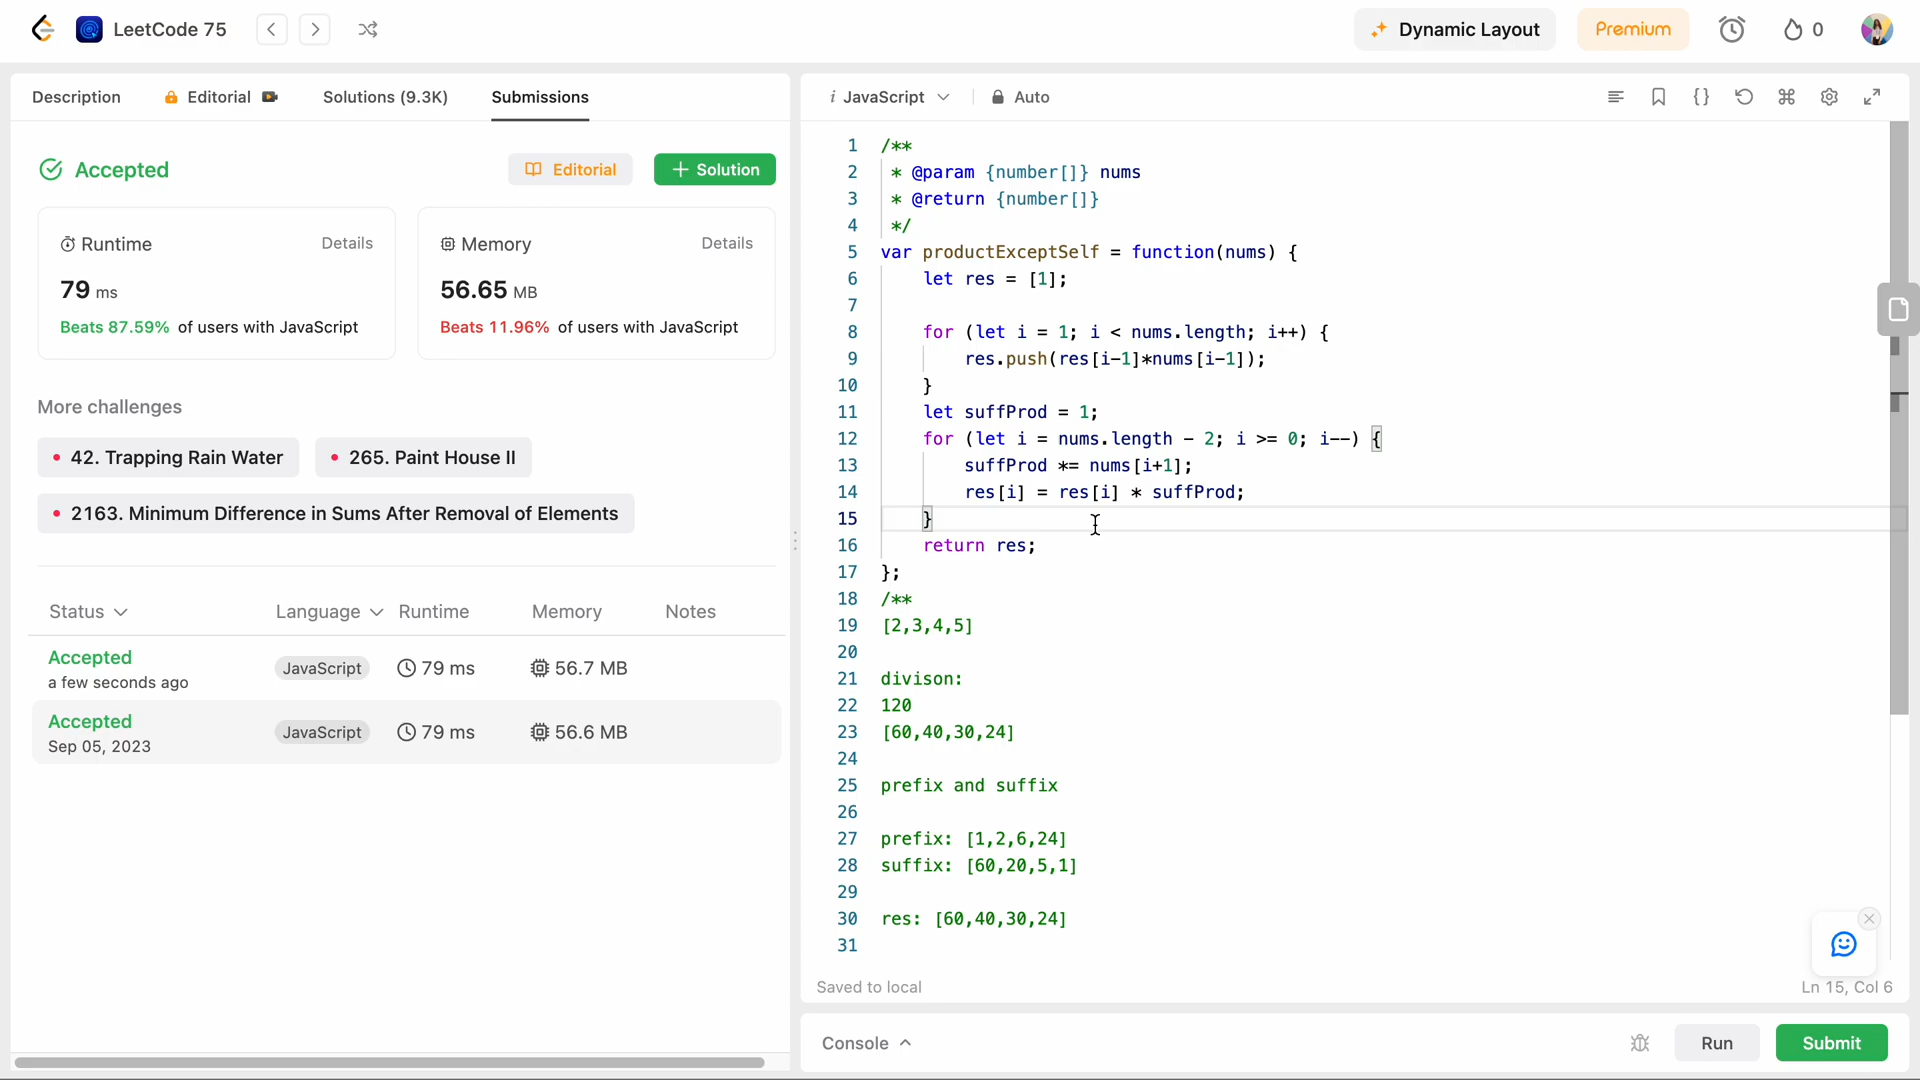 LeetCode 75
Dynamic Layout
Premium
0
Description
Editorial
Solutions (9.3K)
Submissions
Accepted
Editorial
Solution
Runtime
Details
79 ms
Beats 87.59% of users with JavaScript
Memory
Details
56.65 MB
Beats 11.96% of users with JavaScript
More challenges
42. Trapping Rain Water
265. Paint House II
2163. Minimum Difference in Sums After Removal of Elements
Status
Language
Runtime
Memory
Notes
Accepted
a few seconds ago
JavaScript
79 ms
56.7 MB
Accepted
Sep 05, 2023
JavaScript
79 ms
56.6 MB
i JavaScript
Auto
1 /**
2 * @param {number[]} nums
3 * @return {number[]}
4 */
5 var productExceptSelf = function(nums) {
6 let res = [1];
7
8 for (let i = 1; i < nums.length; i++) {
9 res.push(res[i-1]*nums[i-1]);
10 }
11 let suffProd = 1;
12 for (let i = nums.length - 2; i >= 0; i--) {
13 suffProd *= nums[i+1];
14 res[i] = res[i] * suffProd;
15 }
16 return res;
17 };
18 /**
19 [2,3,4,5]
20
21 divison:
22 120
23 [60,40,30,24]
24
25 prefix and suffix
26
27 prefix: [1,2,6,24]
28 suffix: [60,20,5,1]
29
30 res: [60,40,30,24]
31
Saved to local
Ln 15, Col 6
Console
Run
Submit